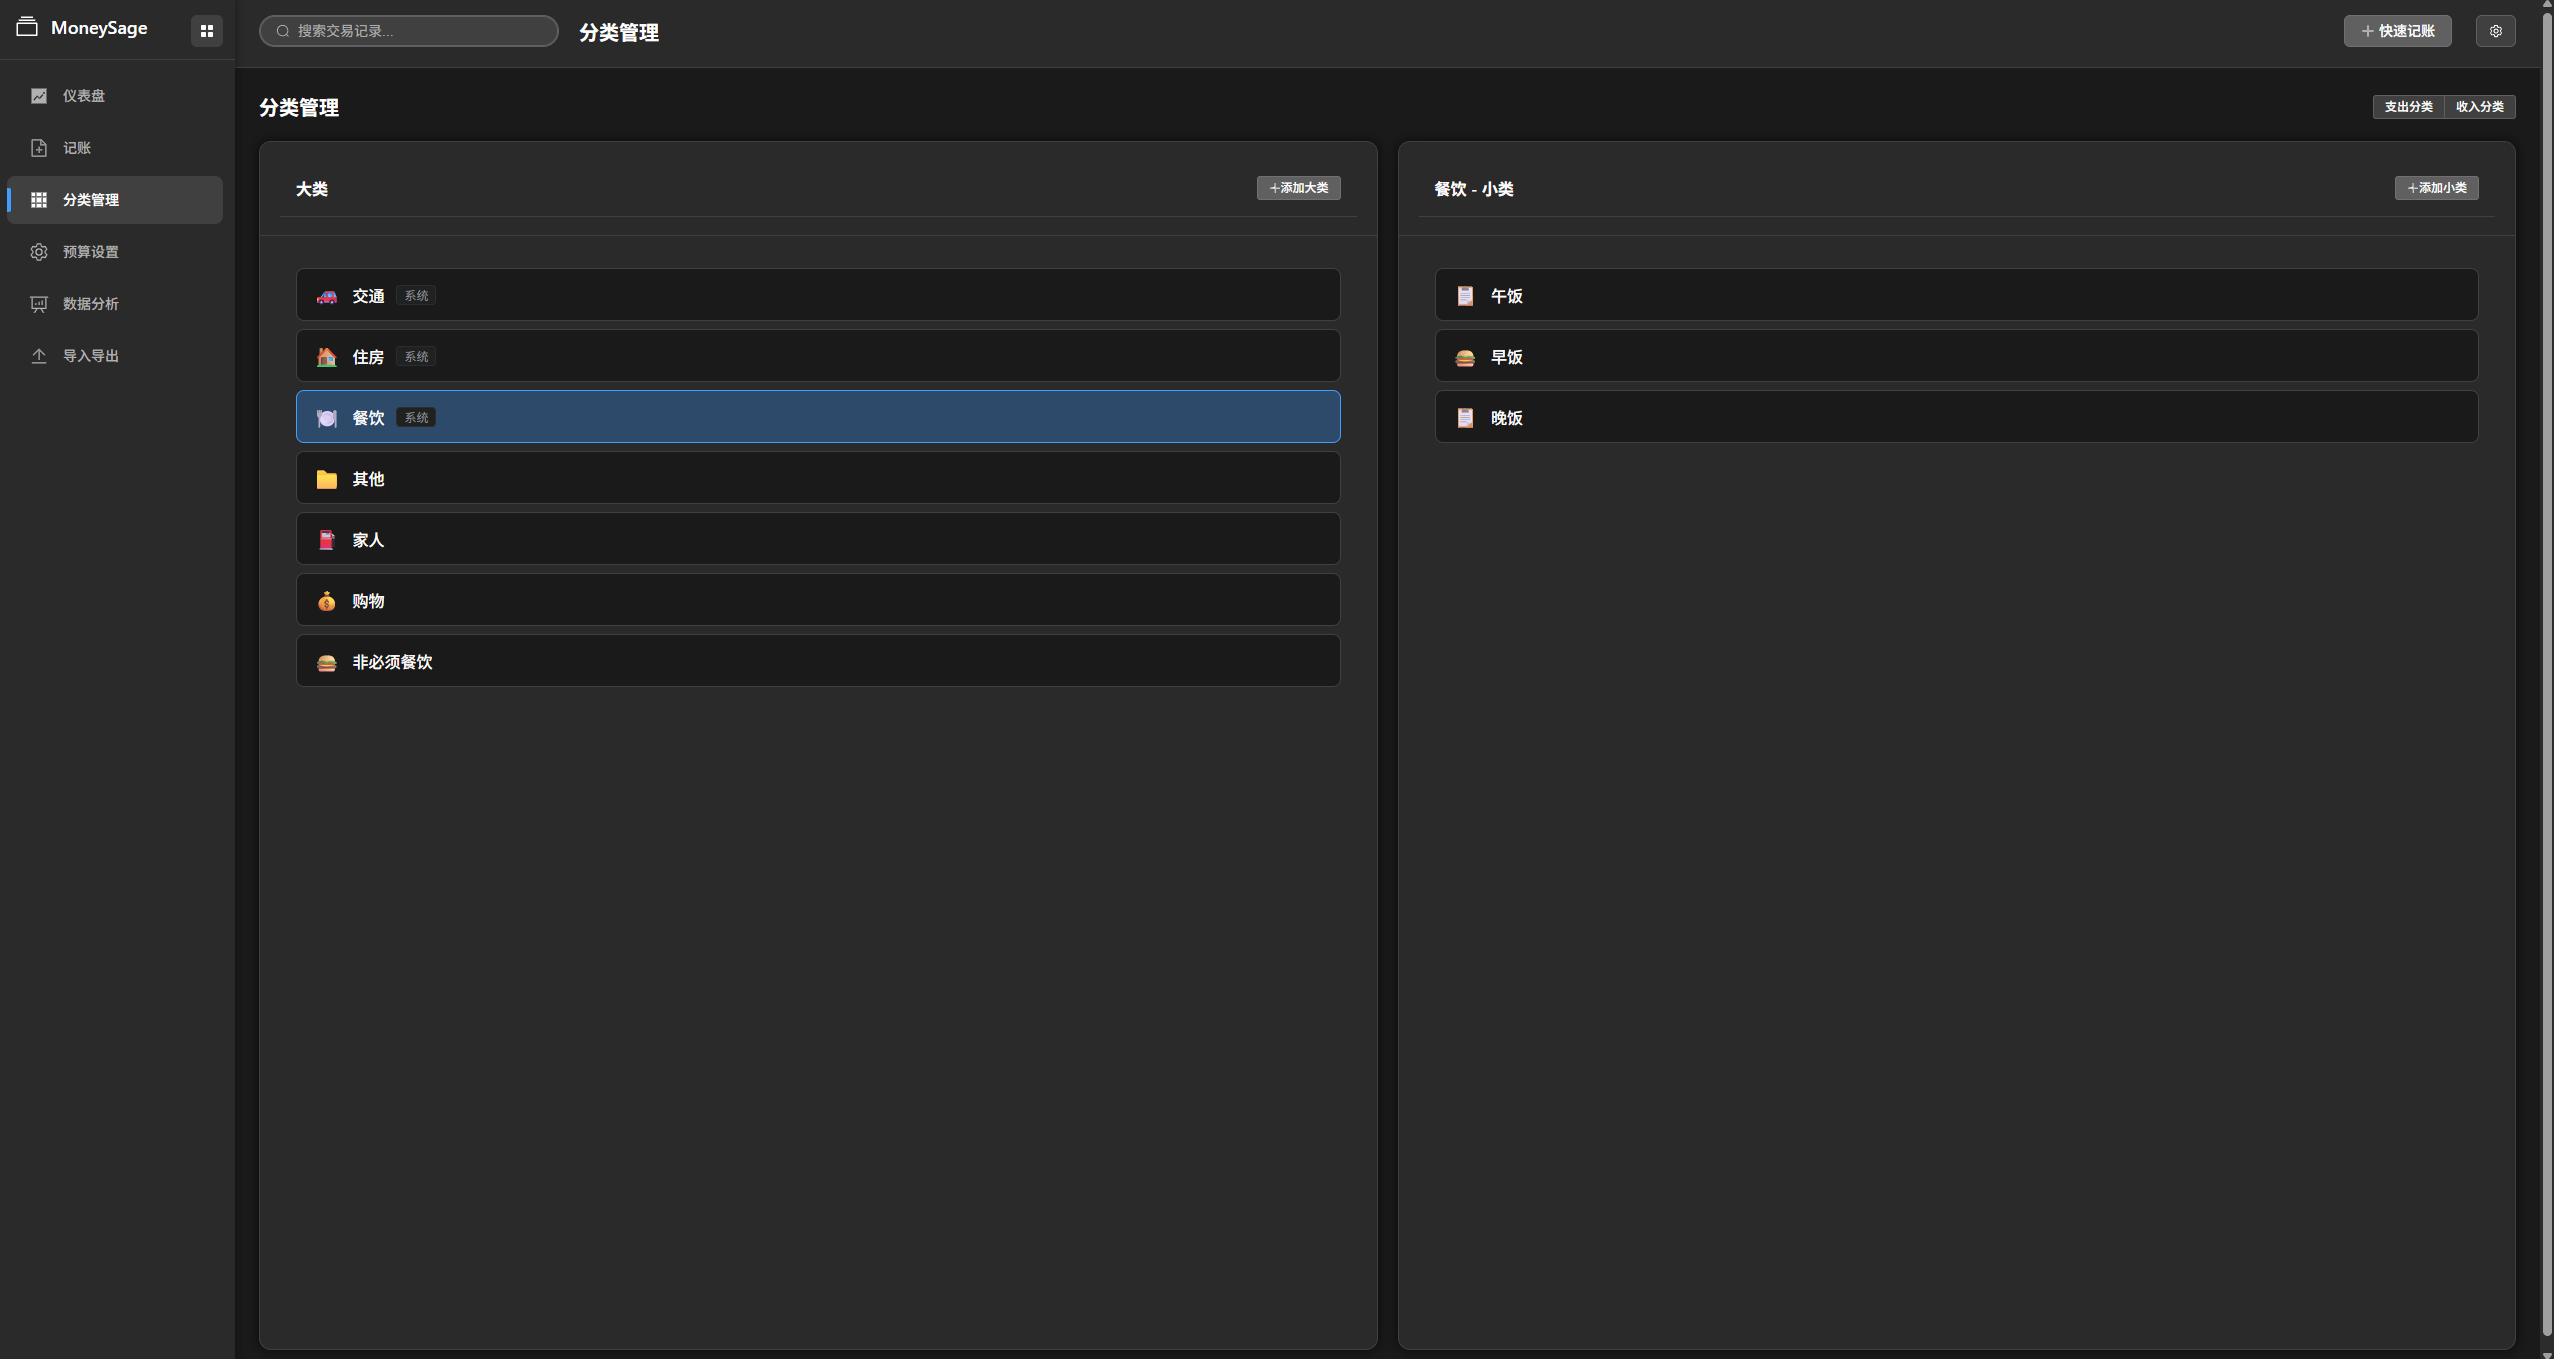 MoneySage
搜索交易记录...
分类管理
快速记账
仪表盘
记账
分类管理
预算设置
数据分析
导入导出
分类管理
支出分类
收入分类
大类
+添加大类
交通 系统
住房 系统
餐饮 系统
其他
家人
购物
非必须餐饮
餐饮 - 小类
+添加小类
午饭
早饭
晚饭